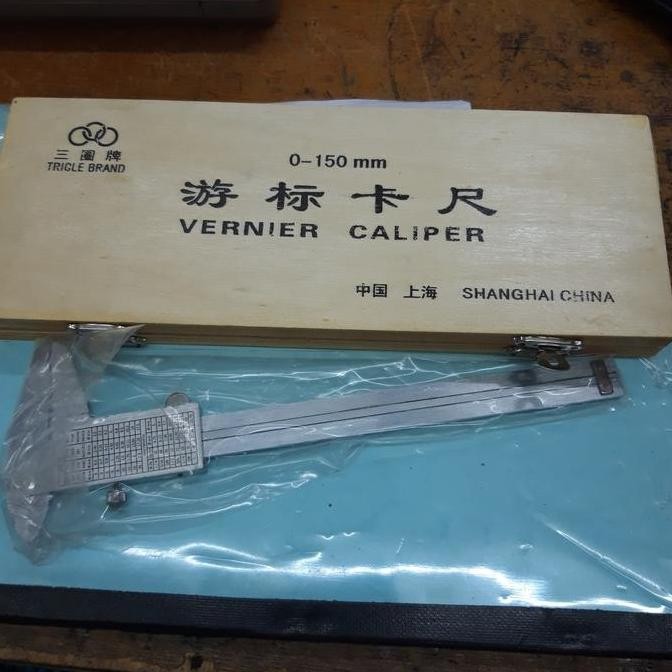 三圈牌
TRICLE BRAND
0-150 mm
游标卡尺
VERNIER CALIPER
中国 上海 SHANGHAI CHINA